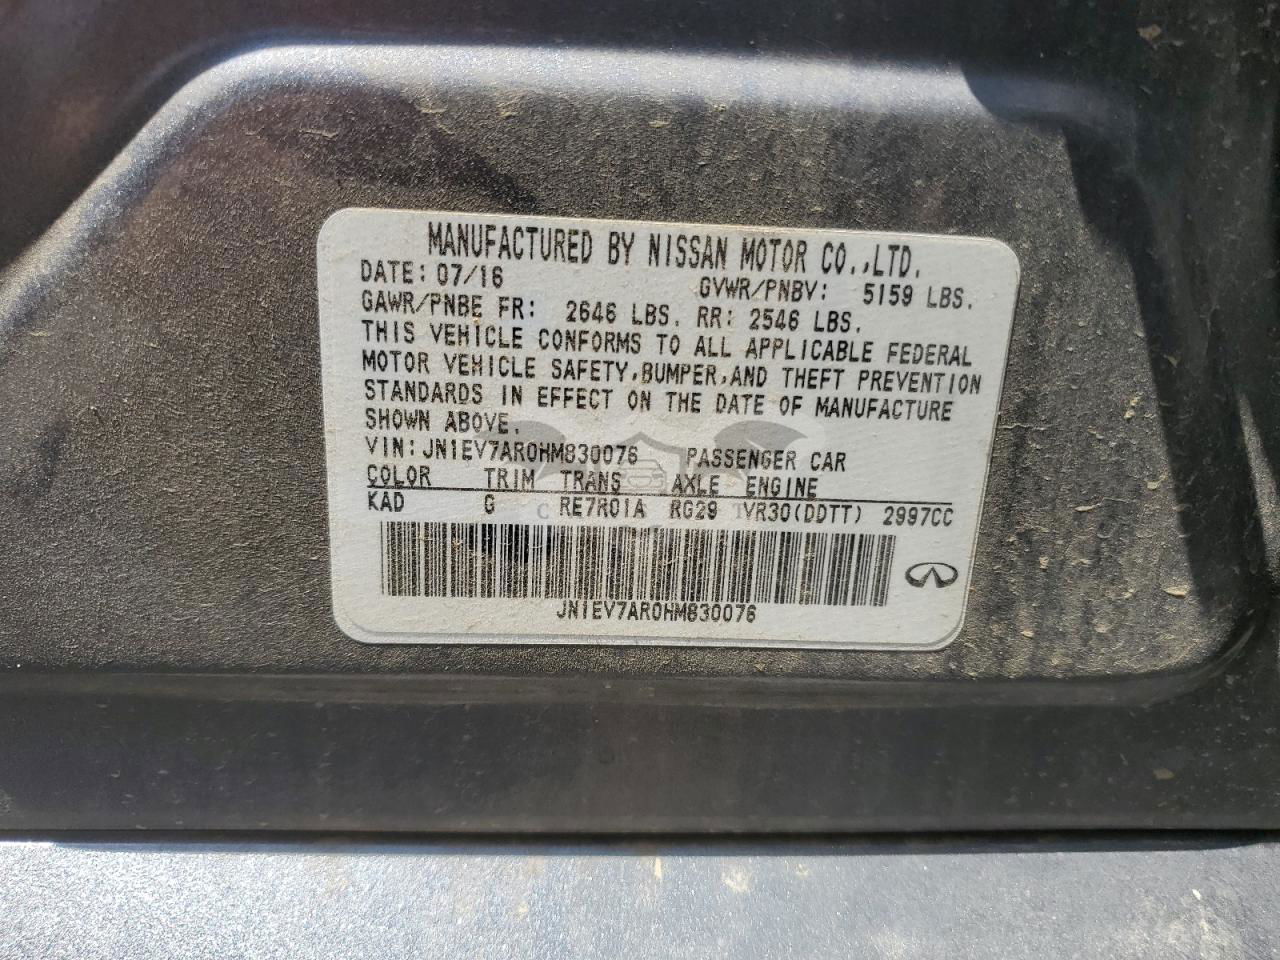 MANUFACTURED BY NISSAN MOTOR CO.,LTD.
DATE: 07/16 GVWR/PNBV: 5159 LBS.
GAWR/PNBE FR: 2646 LBS. RR: 2546 LBS.
THIS VEHICLE CONFORMS TO ALL APPLICABLE FEDERAL
MOTOR VEHICLE SAFETY,BUMPER,AND THEFT PREVENTION
STANDARDS IN EFFECT ON THE DATE OF MANUFACTURE
SHOWN ABOVE.
VIN: JN1EV7AR0HM830076 PASSENGER CAR
COLOR TRIM TRANS AXLE ENGINE
KAD G RE7R01A RG29 VR30(DDTT) 2997CC
JN1EV7AR0HM830076